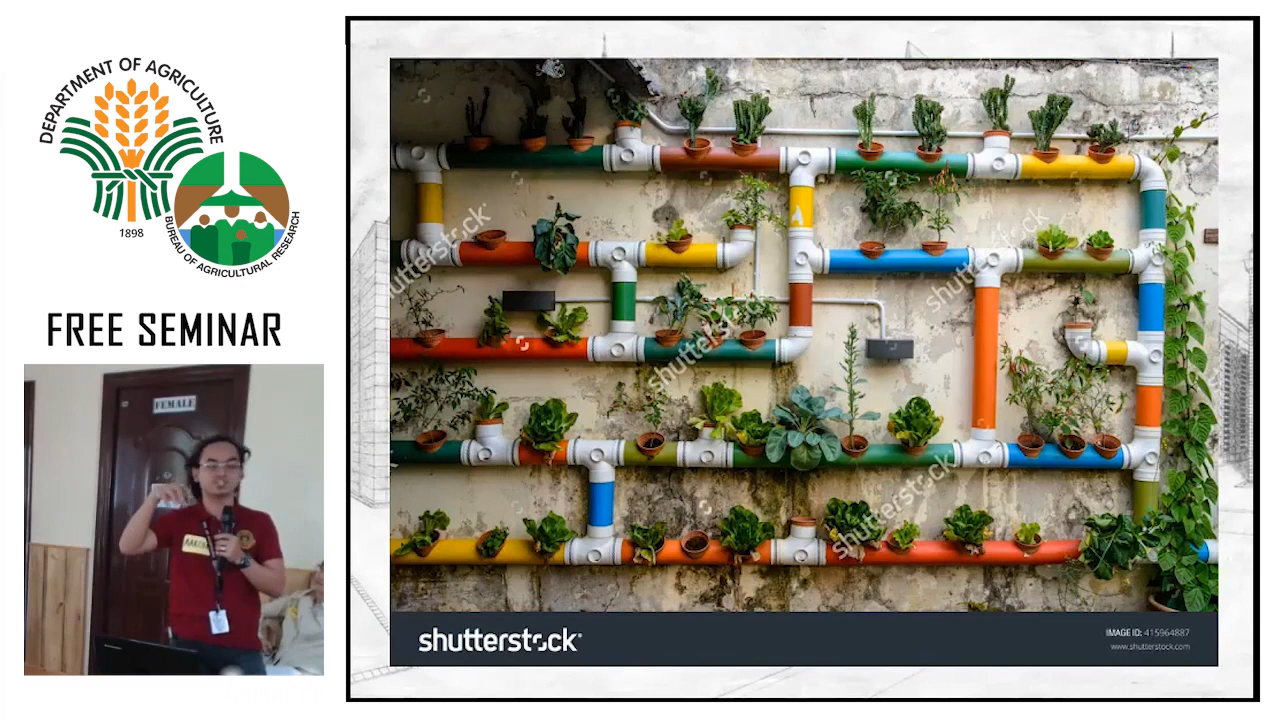 DEPARTMENT OF AGRICULTURE
1898
BUREAU OF AGRICULTURAL RESEARCH
FREE SEMINAR
FEMALE
shutterstock
shutterstock
shutterstock
shutterstock
shutterstock
shutterstock
shutterstock®
IMAGE ID: 415964887
www.shutterstock.com